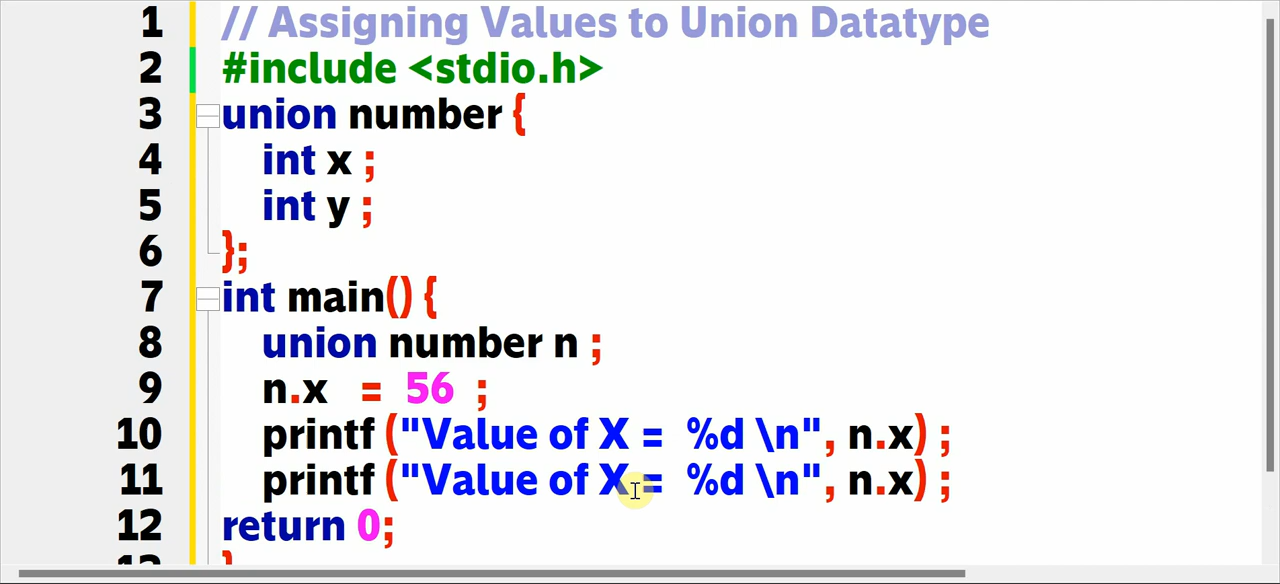 1 // Assigning Values to Union Datatype
2 #include <stdio.h>
3 union number {
4 int x ;
5 int y ;
6 };
7 int main() {
8 union number n ;
9 n.x = 56 ;
10 printf ("Value of X = %d \n", n.x) ;
11 printf ("Value of X = %d \n", n.x) ;
12 return 0;